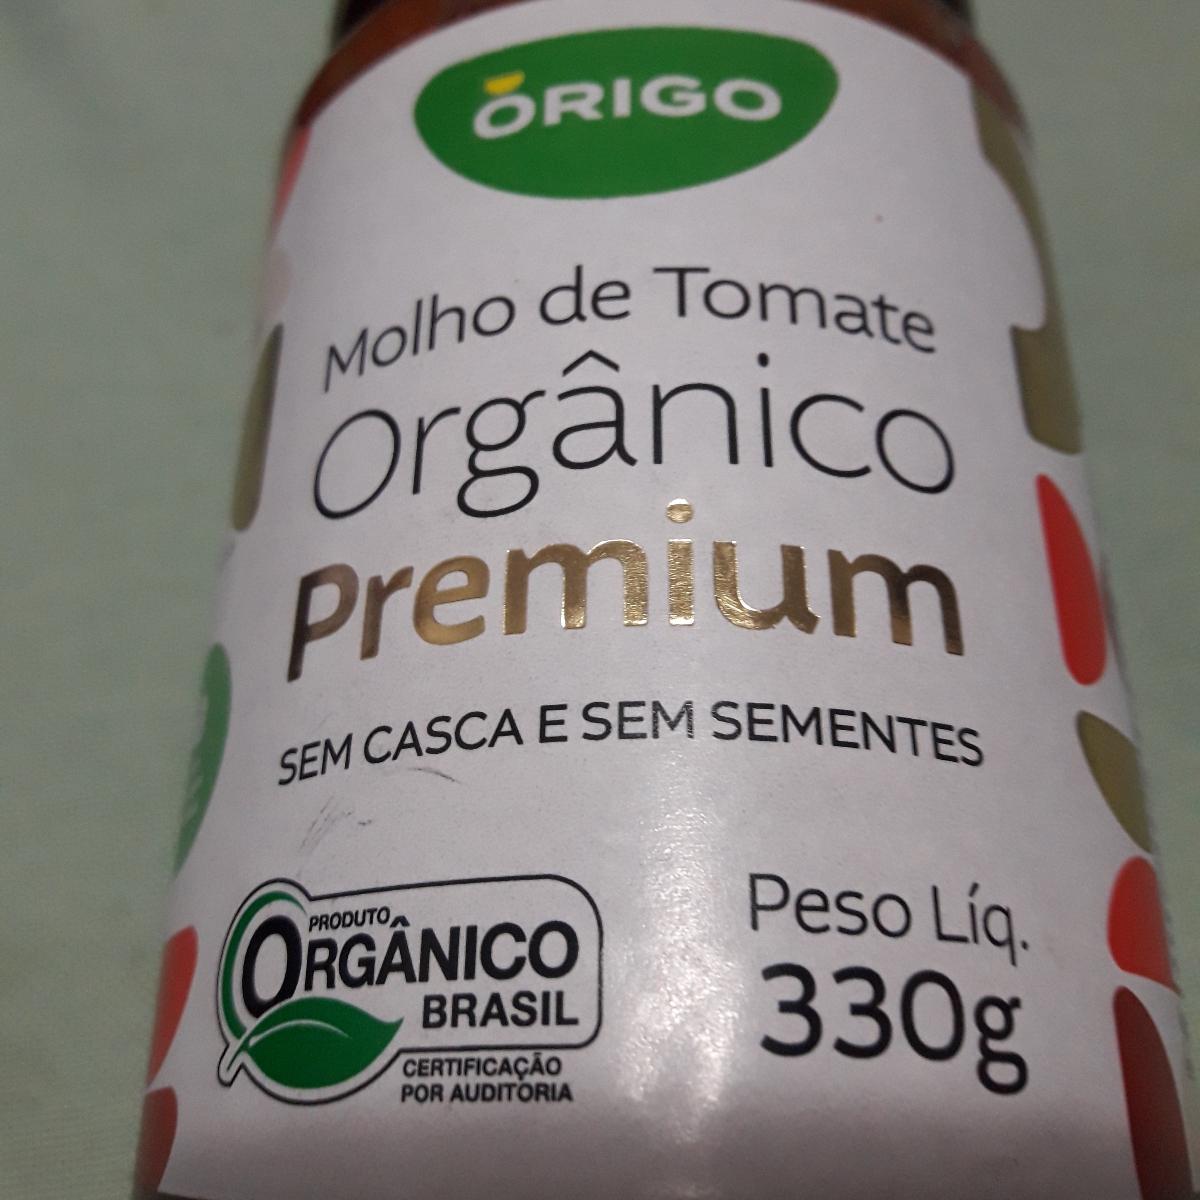 ORIGO
Molho de Tomate
Orgânico
Premium
SEM CASCA E SEM SEMENTES
PRODUTO
ORGÂNICO
BRASIL
CERTIFICAÇÃO
POR AUDITORIA
Peso Líq.
330g